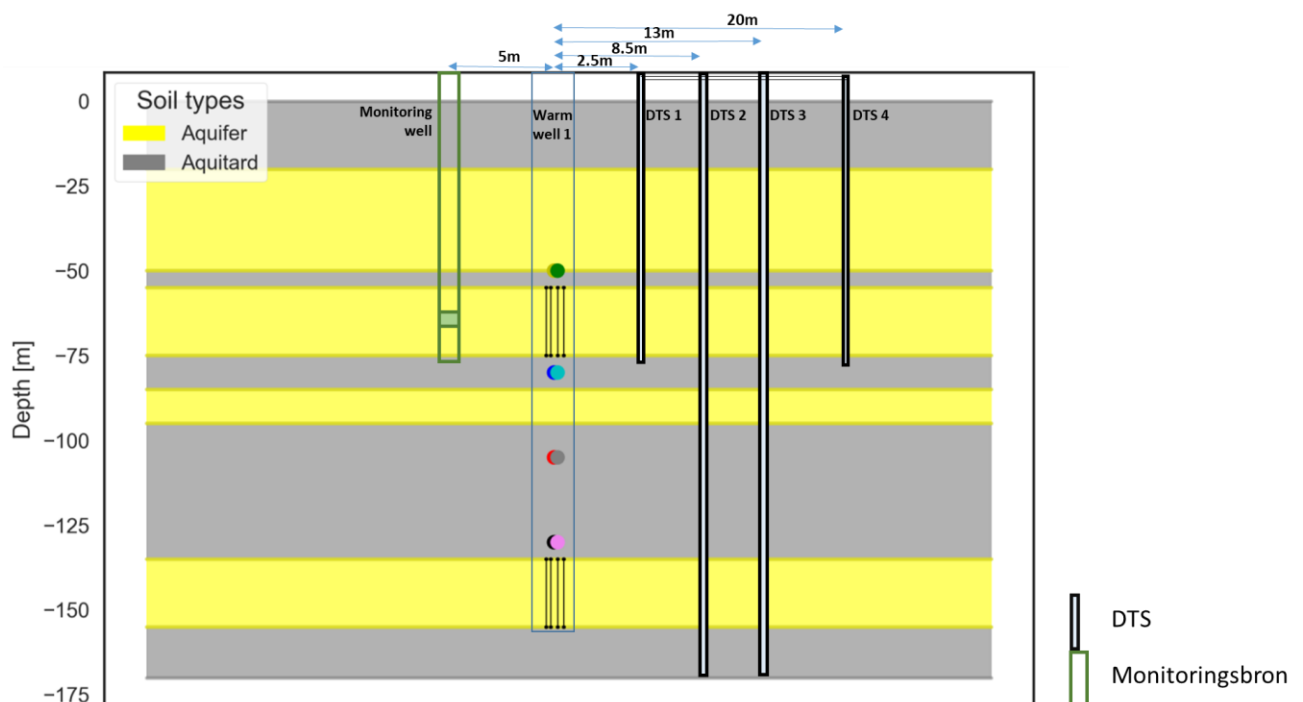 20m
13m
8.5m
5m
2.5m
Soil types
Aquifer
Aquitard
Monitoring
well
Warm
well 1
DTS 1
DTS 2
DTS 3
DTS 4
Depth [m]
0
−25
−50
−75
−100
−125
−150
−175
DTS
Monitoringsbron